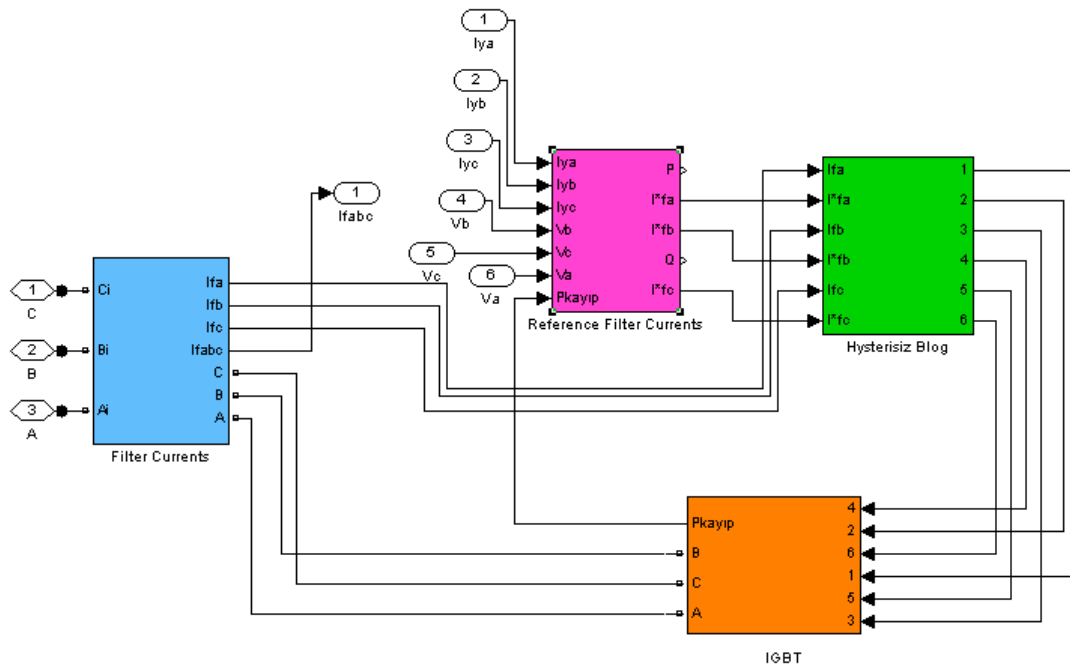 1
Iya
2
Iyb
3
Iyc
4
Vb
5
Vc
6
Va
1
Ifabc
1
C
2
B
3
A
Ci
Bi
Ai
Ifa
Ifb
Ifc
Ifabc
C
B
A
Filter Currents
Iya
Iyb
Iyc
Vb
Vc
Va
Pkayıp
P
I*fa
I*fb
Q
I*fc
Reference Filter Currents
Ifa
I*fa
Ifb
I*fb
Ifc
I*fc
1
2
3
4
5
6
Hysterisiz Blog
Pkayıp
B
C
A
4
2
6
1
5
3
IGBT